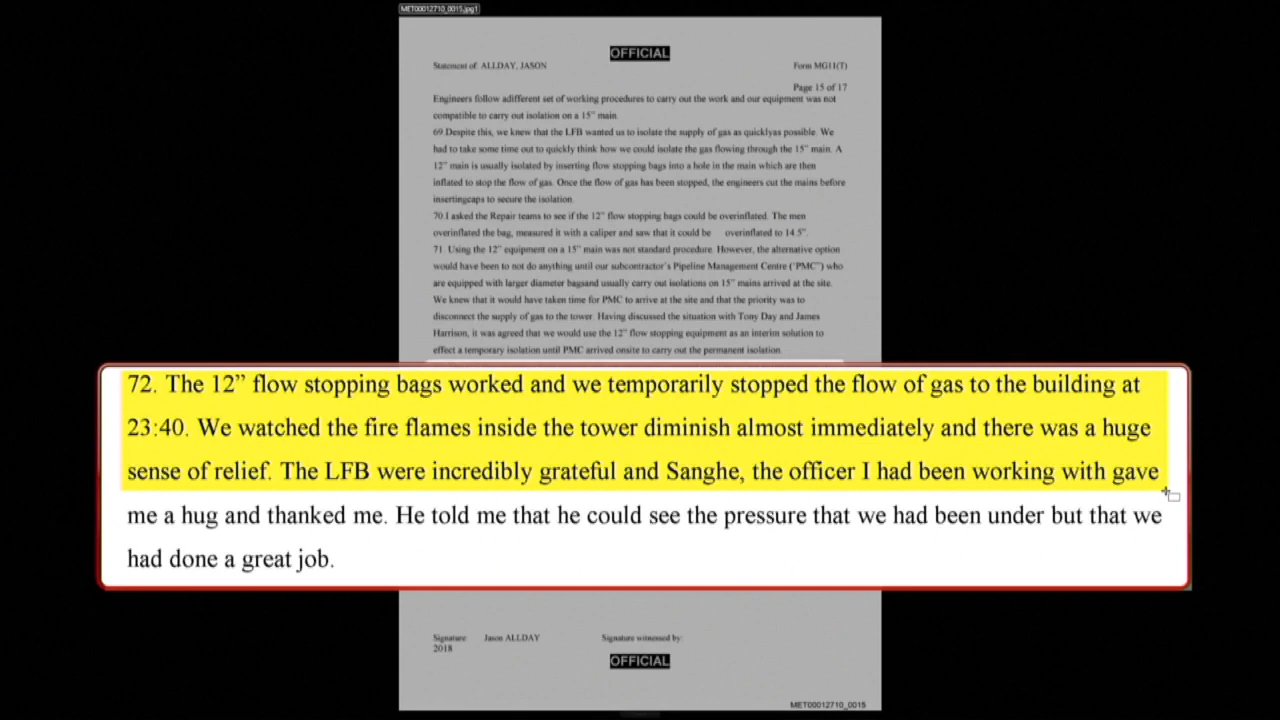 MET00012710_0015.jpg1
OFFICIAL
Statement of: ALLDAY, JASON
Form MG11(T)
Page 15 of 17
Engineers follow adifferent set of working procedures to carry out the work and our equipment was not
compatible to carry out isolation on a 15" main.
69.Despite this, we knew that the LFB wanted us to isolate the supply of gas as quicklyas possible. We
had to take some time out to quickly think how we could isolate the gas flowing through the 15" main. A
12" main is usually isolated by inserting flow stopping bags into a hole in the main which are then
inflated to stop the flow of gas. Once the flow of gas has been stopped, the engineers cut the mains before
insertingcaps to secure the isolation.
70.I asked the Repair teams to see if the 12" flow stopping bags could be overinflated. The men
overinflated the bag, measured it with a caliper and saw that it could be overinflated to 14.5".
71. Using the 12" equipment on a 15" main was not standard procedure. However, the alternative option
would have been to not do anything until our subcontractor's Pipeline Management Centre ("PMC") who
are equipped with larger diameter bagsand usually carry out isolations on 15" mains arrived at the site.
We knew that it would have taken time for PMC to arrive at the site and that the priority was to
disconnect the supply of gas to the tower. Having discussed the situation with Tony Day and James
Harrison, it was agreed that we would use the 12" flow stopping equipment as an interim solution to
effect a temporary isolation until PMC arrived onsite to carry out the permanent isolation.
72. The 12” flow stopping bags worked and we temporarily stopped the flow of gas to the building at
23:40. We watched the fire flames inside the tower diminish almost immediately and there was a huge
sense of relief. The LFB were incredibly grateful and Sanghe, the officer I had been working with gave
me a hug and thanked me. He told me that he could see the pressure that we had been under but that we
had done a great job.
Signature: Jason ALLDAY
Signature witnessed by:
2018
OFFICIAL
MET00012710_0015